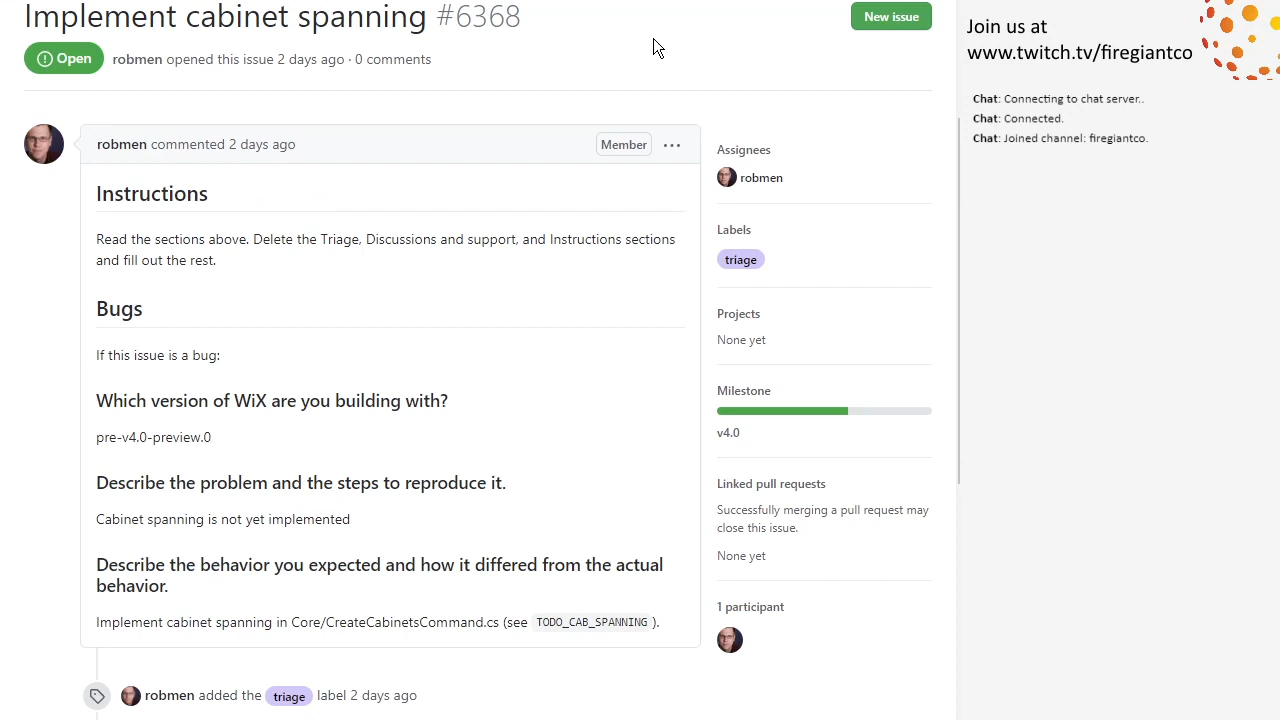 Implement cabinet spanning #6368
New issue
Open robmen opened this issue 2 days ago · 0 comments
robmen commented 2 days ago
Member
Instructions
Read the sections above. Delete the Triage, Discussions and support, and Instructions sections
and fill out the rest.
Bugs
If this issue is a bug:
Which version of WiX are you building with?
pre-v4.0-preview.0
Describe the problem and the steps to reproduce it.
Cabinet spanning is not yet implemented
Describe the behavior you expected and how it differed from the actual
behavior.
Implement cabinet spanning in Core/CreateCabinetsCommand.cs (see TODO_CAB_SPANNING ).
robmen added the triage label 2 days ago
Assignees
robmen
Labels
triage
Projects
None yet
Milestone
v4.0
Linked pull requests
Successfully merging a pull request may
close this issue.
None yet
1 participant
Join us at
www.twitch.tv/firegiantco
Chat: Connecting to chat server..
Chat: Connected.
Chat: Joined channel: firegiantco.